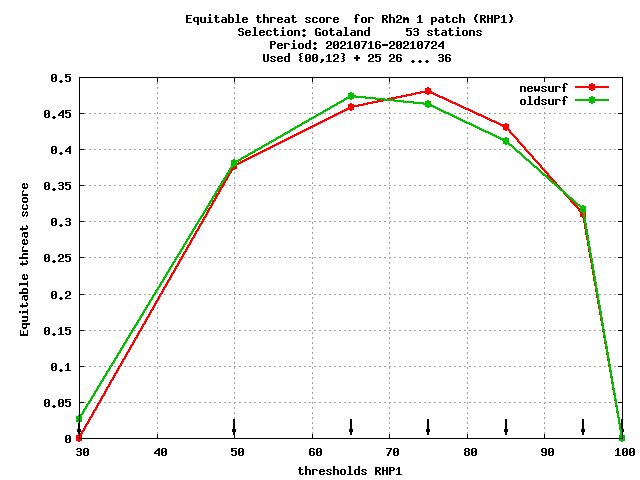 Equitable threat score  for Rh2m 1 patch (RHP1)
Selection: Gotaland     53 stations
Period: 20210716-20210724
Used {00,12} + 25 26 ... 36
newsurf
oldsurf
0.5
0.45
0.4
0.35
0.3
0.25
0.2
0.15
0.1
0.05
0
Equitable threat score
30 40 50 60 70 80 90 100
thresholds RHP1